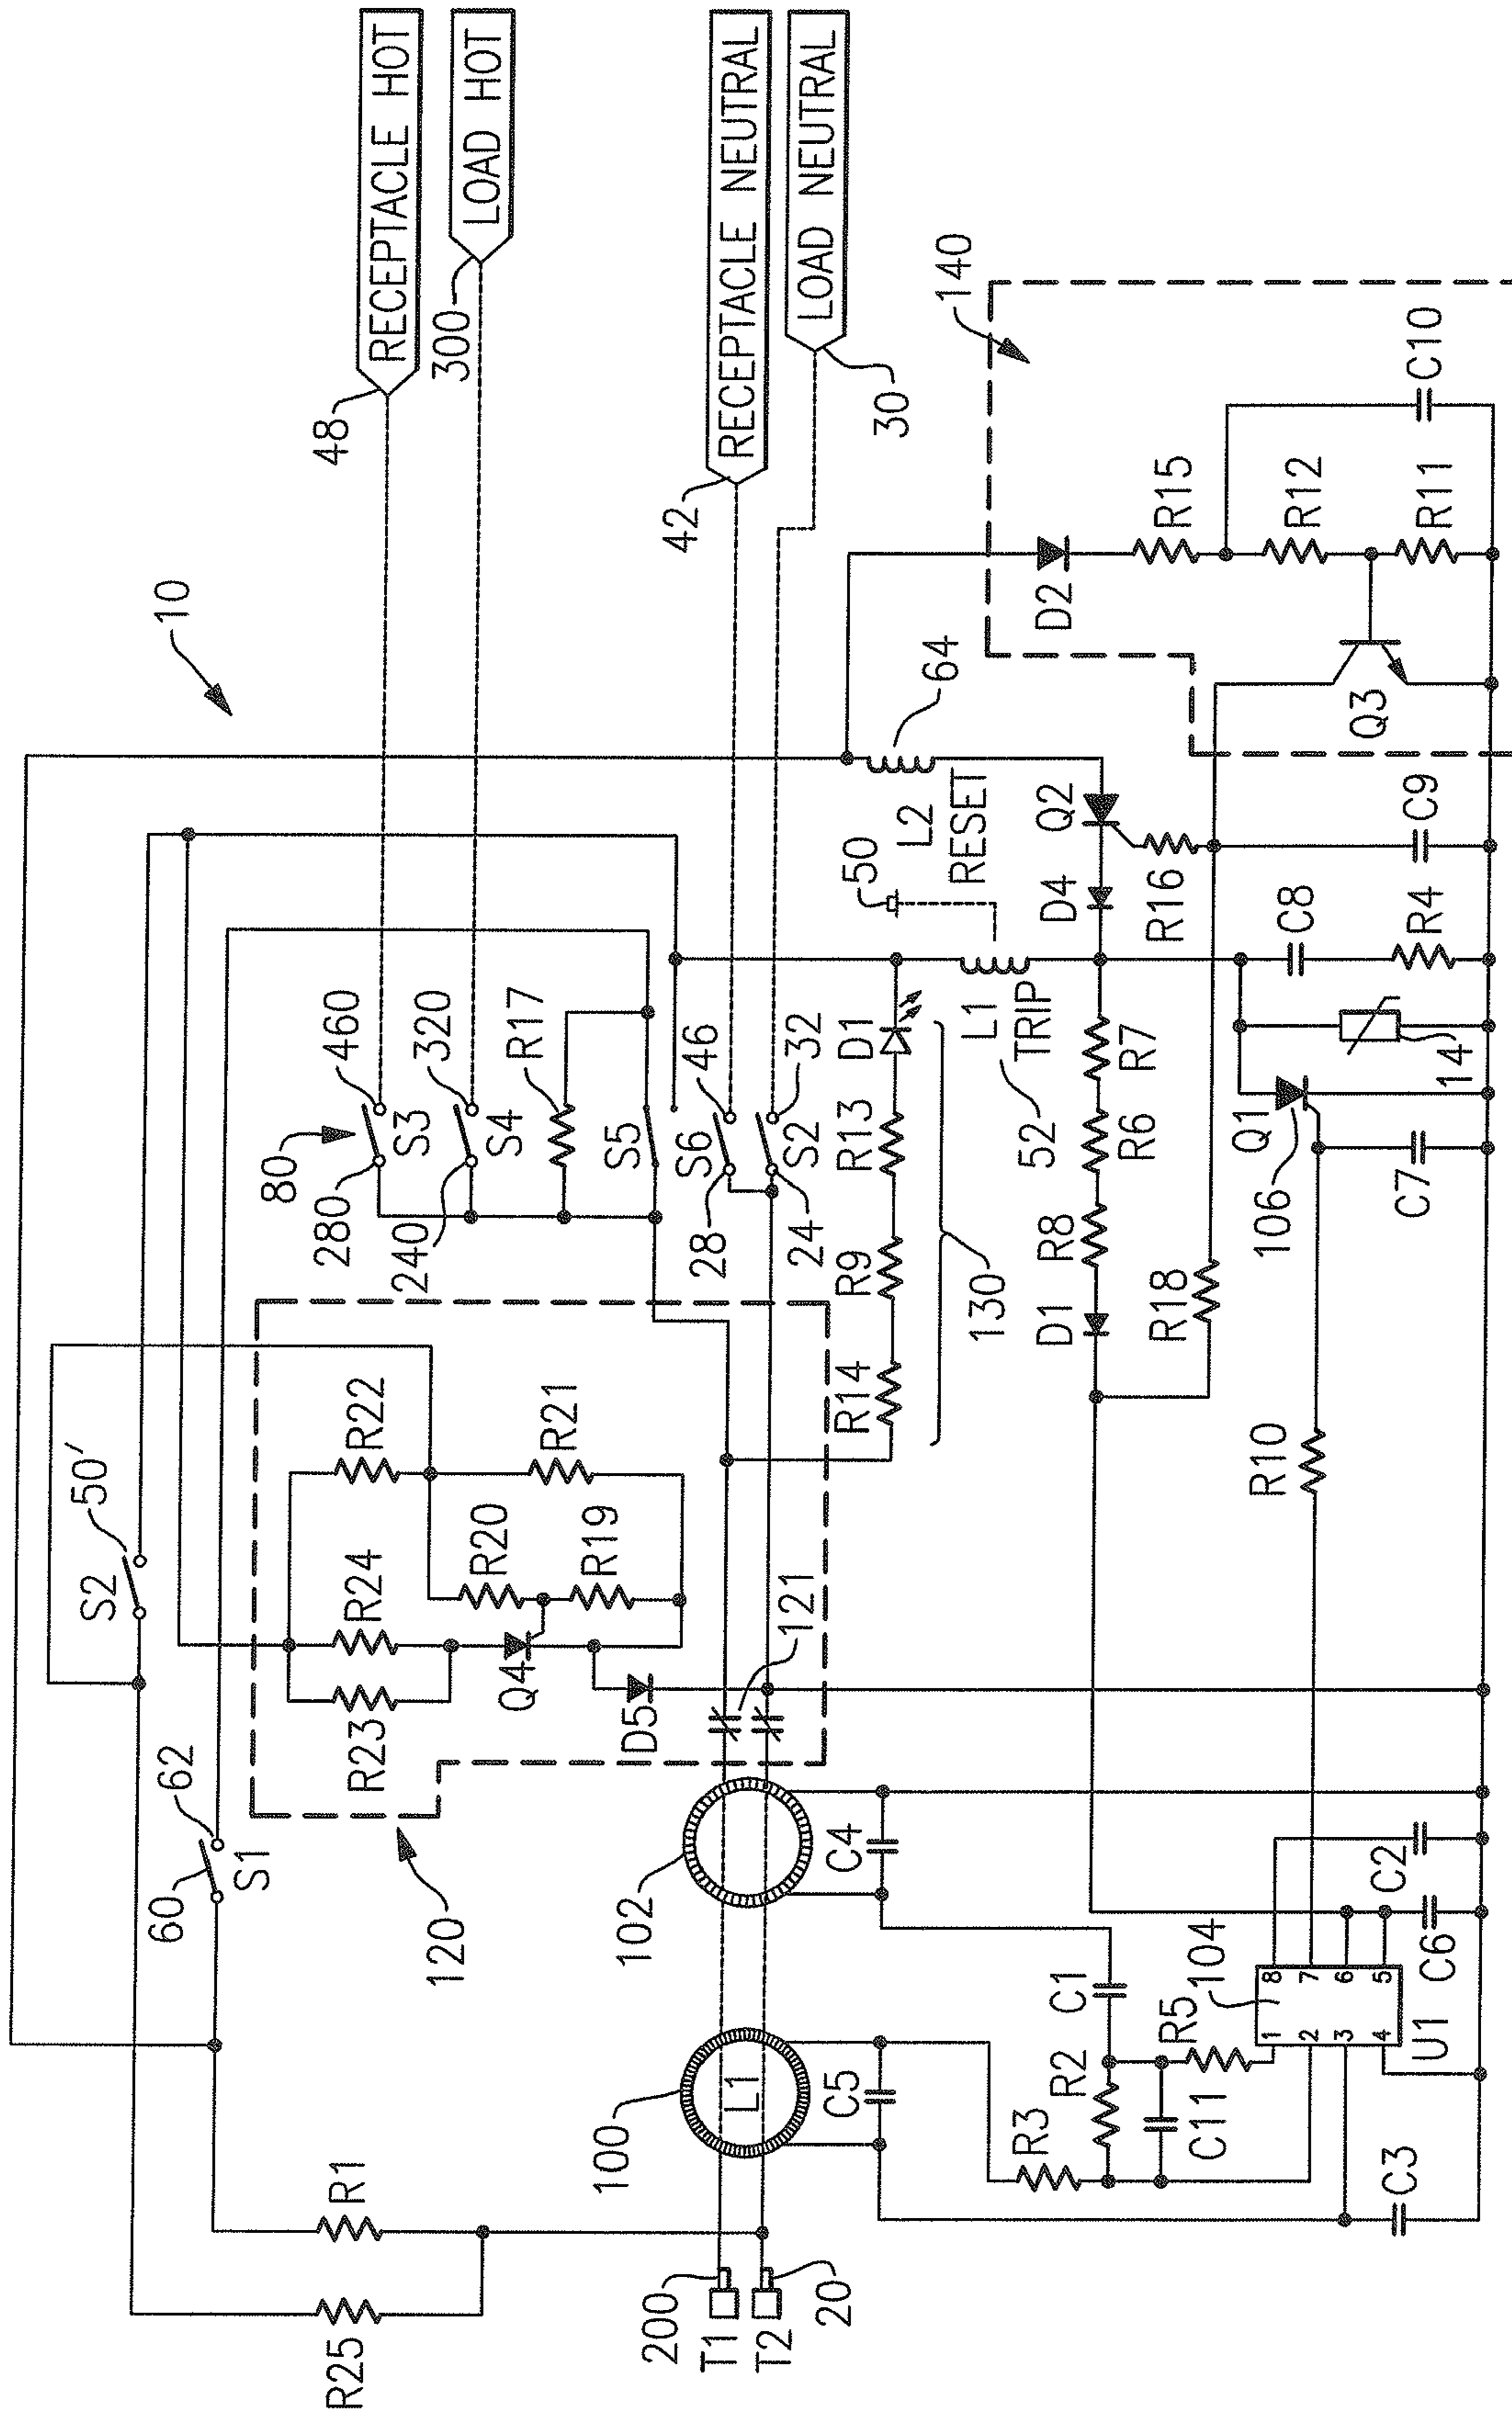 10
RECEPTACLE HOT
48
LOAD HOT
300
RECEPTACLE NEUTRAL
42
LOAD NEUTRAL
30
140
S2
50′
60
62
S1
R25
R1
120
R23
R24
R22
Q4
R20
R19
R21
D5
121
80
280
460
S3
240
320
S4
R17
S5
S6
28
46
24
S2
32
200
T1
T2
20
100
L1
102
C5
C4
R14
R9
R13
D1
130
52
L1
TRIP
50
L2
RESET
64
D1
R8
R6
R7
D4
Q2
R16
R18
D2
R15
R12
R11
C10
Q3
R3
R2
C1
C11
R5
104
1
2
3
4
8
7
6
5
U1
C3
C6
C2
R10
106
Q1
C7
14
C8
R4
C9